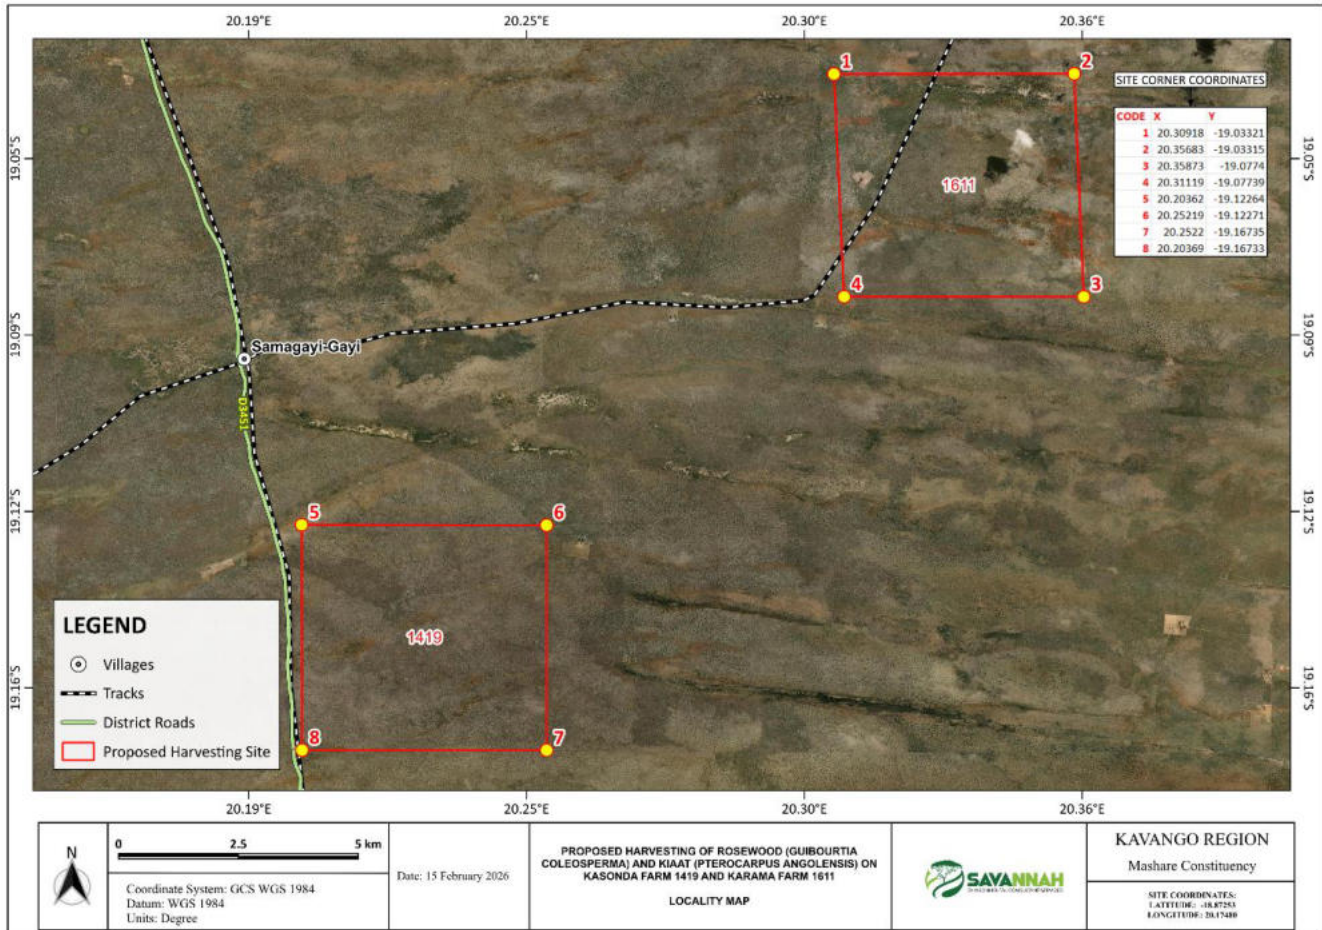 20.19°E 20.25°E 20.30°E 20.36°E
1
2
SITE CORNER COORDINATES
CODE X Y
1 20.30918 -19.03321
2 20.35683 -19.03315
3 20.35873 -19.0774
4 20.31119 -19.07739
5 20.20362 -19.12264
6 20.25219 -19.12271
7 20.2522 -19.16735
8 20.20369 -19.16733
19.05°S
19.05°S
1611
4
3
19.09°S
19.09°S
Samagayi-Gayi
D3451
19.12°S
19.12°S
5
6
1419
LEGEND
Villages
Tracks
District Roads
Proposed Harvesting Site
19.16°S
19.16°S
8
7
20.19°E 20.25°E 20.30°E 20.36°E
N
0 2.5 5 km
Coordinate System: GCS WGS 1984
Datum: WGS 1984
Units: Degree
Date: 15 February 2026
PROPOSED HARVESTING OF ROSEWOOD (GUIBOURTIA
COLEOSPERMA) AND KIAAT (PTEROCARPUS ANGOLENSIS) ON
KASONDA FARM 1419 AND KARAMA FARM 1611
LOCALITY MAP
SAVANNAH
KAVANGO REGION
Mashare Constituency
SITE COORDINATES:
LATITUDE: -18.87253
LONGITUDE: 20.17480